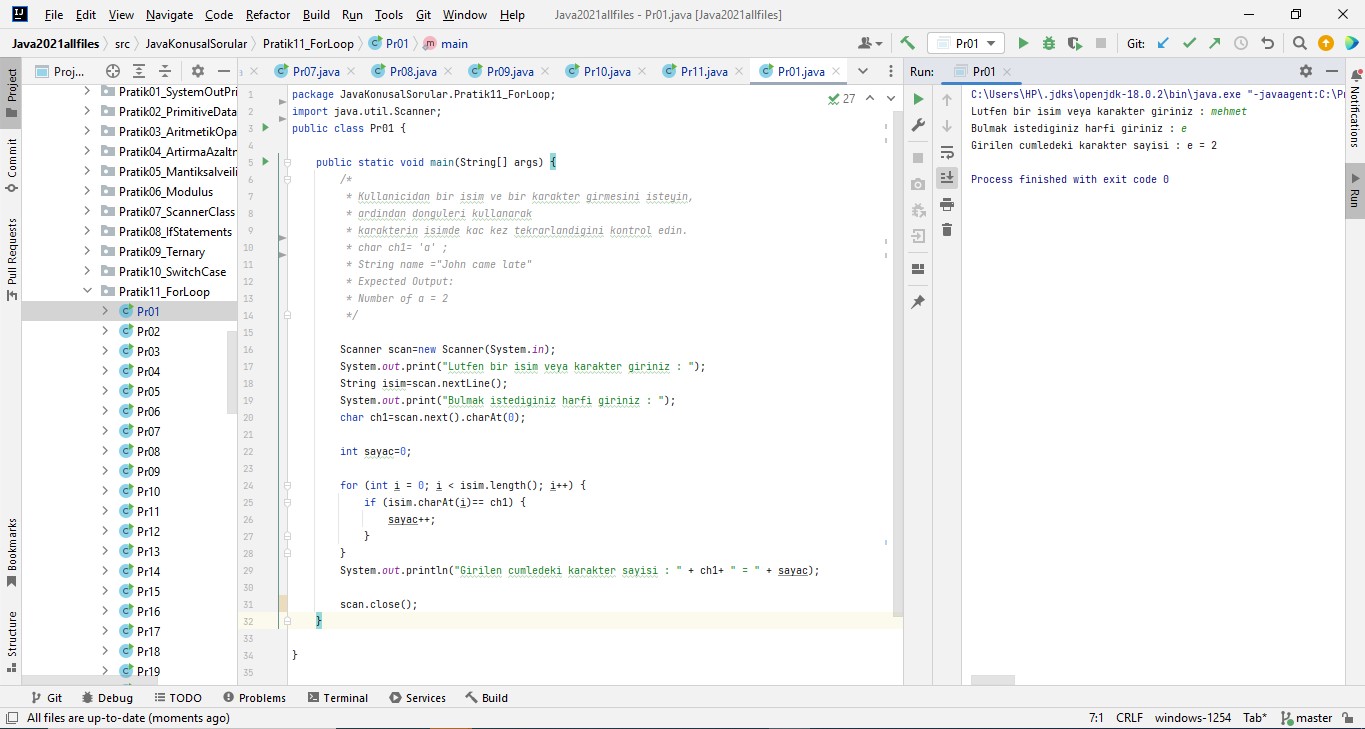 File Edit View Navigate Code Refactor Build Run Tools Git Window Help Java2021allfiles - Pr01.java [Java2021allfiles]
Java2021allfiles src JavaKonusalSorular Pratik11_ForLoop Pr01 main Pr01 Git:
Project
Commit
Pull Requests
Bookmarks
Structure
Proj...
Pratik01_SystemOutPri
Pratik02_PrimitiveData
Pratik03_AritmetikOpa
Pratik04_ArtirmaAzaltr
Pratik05_Mantiksalveili
Pratik06_Modulus
Pratik07_ScannerClass
Pratik08_IfStatements
Pratik09_Ternary
Pratik10_SwitchCase
Pratik11_ForLoop
Pr01
Pr02
Pr03
Pr04
Pr05
Pr06
Pr07
Pr08
Pr09
Pr10
Pr11
Pr12
Pr13
Pr14
Pr15
Pr16
Pr17
Pr18
Pr19
Pr07.java Pr08.java Pr09.java Pr10.java Pr11.java Pr01.java
27
1 package JavaKonusalSorular.Pratik11_ForLoop;
2 import java.util.Scanner;
3 public class Pr01 {
4
5 public static void main(String[] args) {
6 /*
7 * Kullanicidan bir isim ve bir karakter girmesini isteyin,
8 * ardindan donguleri kullanarak
9 * karakterin isimde kac kez tekrarlandigini kontrol edin.
10 * char ch1= 'a' ;
11 * String name ="John came late"
12 * Expected Output:
13 * Number of a = 2
14 */
15
16 Scanner scan=new Scanner(System.in);
17 System.out.print("Lutfen bir isim veya karakter giriniz : ");
18 String isim=scan.nextLine();
19 System.out.print("Bulmak istediginiz harfi giriniz : ");
20 char ch1=scan.next().charAt(0);
21
22 int sayac=0;
23
24 for (int i = 0; i < isim.length(); i++) {
25 if (isim.charAt(i)== ch1) {
26 sayac++;
27 }
28 }
29 System.out.println("Girilen cumledeki karakter sayisi : " + ch1+ " = " + sayac);
30
31 scan.close();
32 }
33
34 }
35
Run: Pr01
C:\Users\HP\.jdks\openjdk-18.0.2\bin\java.exe "-javaagent:C:\Pr
Lutfen bir isim veya karakter giriniz : mehmet
Bulmak istediginiz harfi giriniz : e
Girilen cumledeki karakter sayisi : e = 2
Process finished with exit code 0
Notifications
Run
Git Debug TODO Problems Terminal Services Build
All files are up-to-date (moments ago) 7:1 CRLF windows-1254 Tab* master